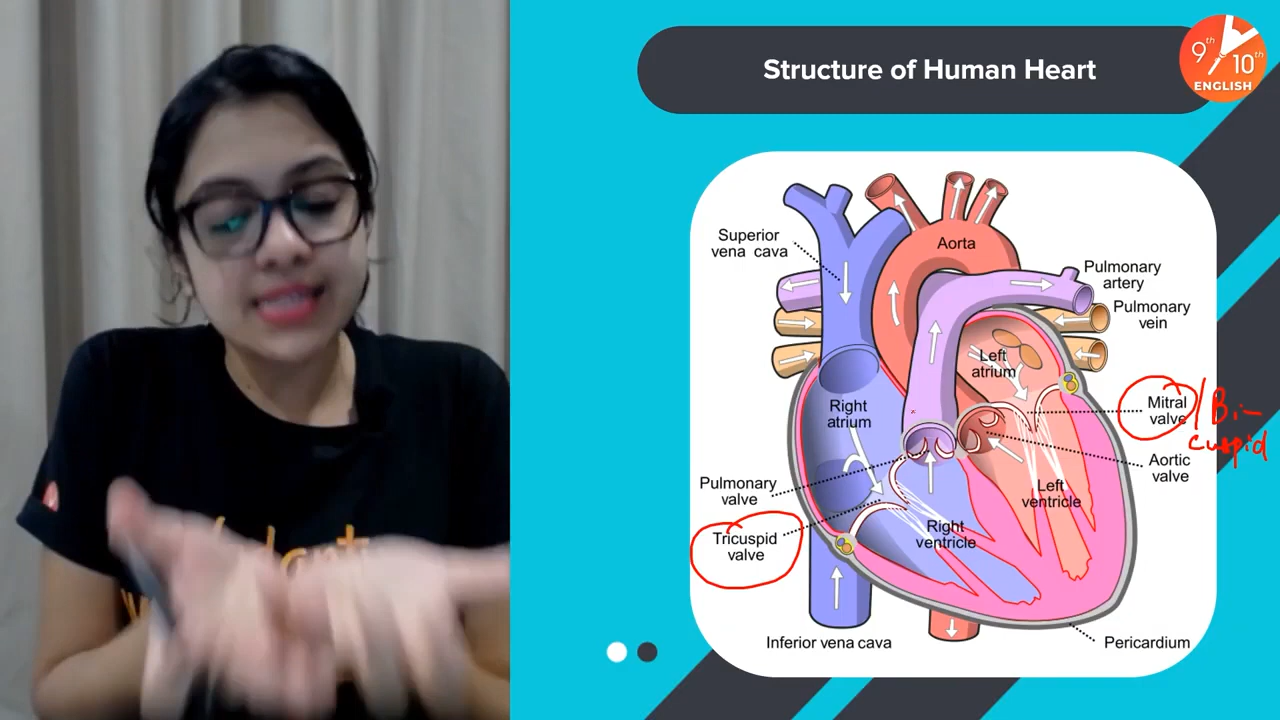 Structure of Human Heart
9th
10th
ENGLISH
Superior
vena cava
Aorta
Pulmonary
artery
Pulmonary
vein
Left
atrium
Right
atrium
Mitral
valve
/ Bi-
cuspid
Aortic
valve
Pulmonary
valve
Left
ventricle
Right
ventricle
Tricuspid
valve
Inferior vena cava
Pericardium